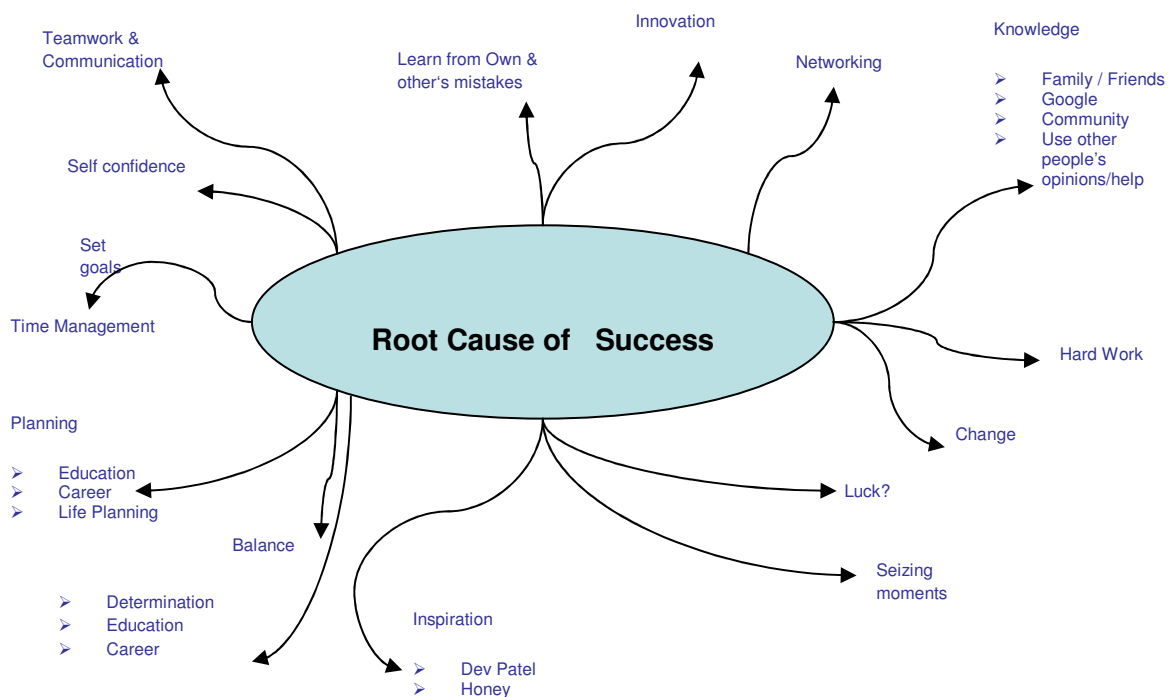 Innovation
Knowledge
Teamwork &
Communication
Learn from Own &
other‘s mistakes
Networking
➢ Family / Friends
➢ Google
➢ Community
➢ Use other
people’s
opinions/help
Self confidence
Set
goals
Time Management
Root Cause of Success
Hard Work
Change
Planning
➢ Education
➢ Career
➢ Life Planning
Luck?
Balance
Seizing
moments
➢ Determination
➢ Education
➢ Career
Inspiration
➢ Dev Patel
➢ Honey